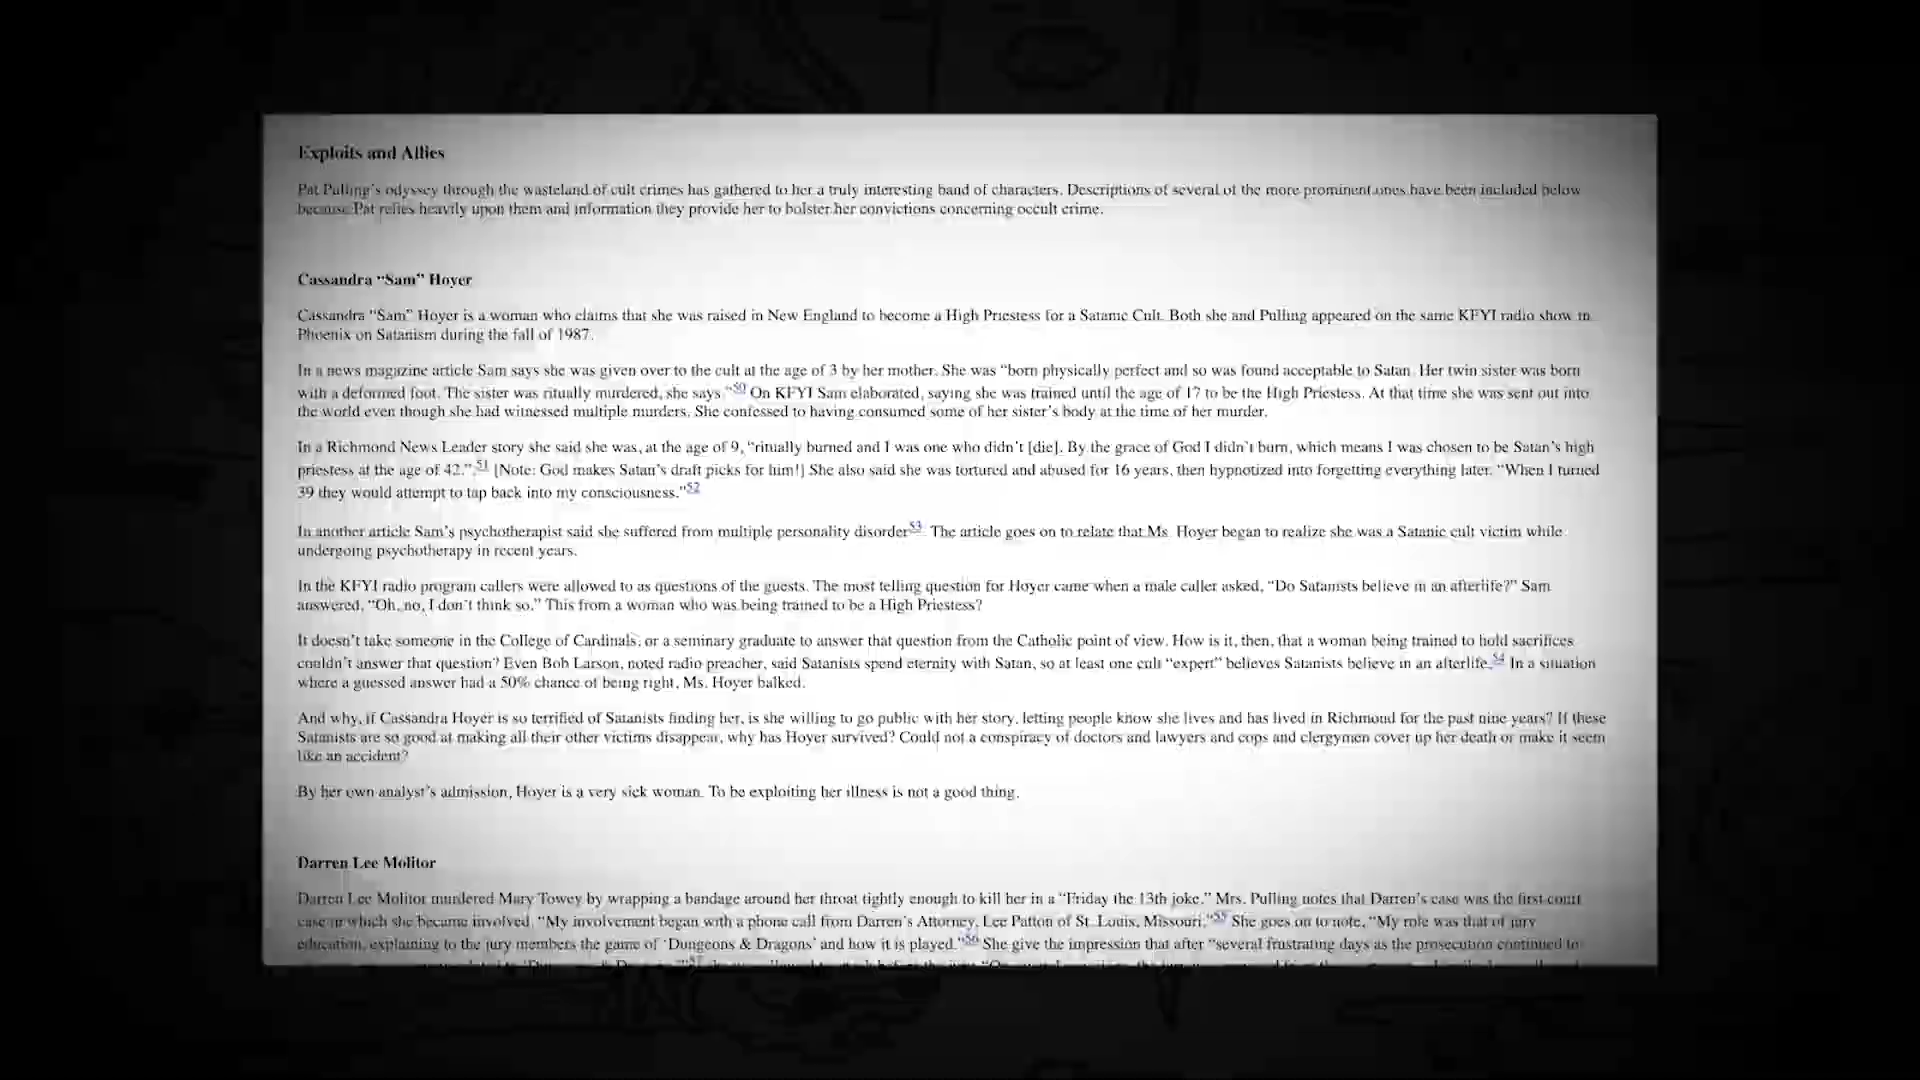 Exploits and Allies
Pat Pulling's odyssey through the wasteland of cult crimes has gathered to her a truly interesting band of characters. Descriptions of several of the more prominent ones have been included below
because Pat relies heavily upon them and information they provide her to bolster her convictions concerning occult crime.
Cassandra “Sam” Hoyer
Cassandra “Sam” Hoyer is a woman who claims that she was raised in New England to become a High Priestess for a Satanic Cult. Both she and Pulling appeared on the same KFYI radio show in
Phoenix on Satanism during the fall of 1987.
In a news magazine article Sam says she was given over to the cult at the age of 3 by her mother. She was “born physically perfect and so was found acceptable to Satan. Her twin sister was born
with a deformed foot. The sister was ritually murdered, she says.”50 On KFYI Sam elaborated, saying she was trained until the age of 17 to be the High Priestess. At that time she was sent out into
the world even though she had witnessed multiple murders. She confessed to having consumed some of her sister's body at the time of her murder.
In a Richmond News Leader story she said she was, at the age of 9, “ritually burned and I was one who didn't [die]. By the grace of God I didn't burn, which means I was chosen to be Satan's high
priestess at the age of 42.”51 [Note: God makes Satan's draft picks for him!] She also said she was tortured and abused for 16 years, then hypnotized into forgetting everything later. “When I turned
39 they would attempt to tap back into my consciousness.”52
In another article Sam's psychotherapist said she suffered from multiple personality disorder53. The article goes on to relate that Ms. Hoyer began to realize she was a Satanic cult victim while
undergoing psychotherapy in recent years.
In the KFYI radio program callers were allowed to as questions of the guests. The most telling question for Hoyer came when a male caller asked, “Do Satanists believe in an afterlife?” Sam
answered, “Oh, no, I don't think so.” This from a woman who was being trained to be a High Priestess?
It doesn't take someone in the College of Cardinals, or a seminary graduate to answer that question from the Catholic point of view. How is it, then, that a woman being trained to hold sacrifices
couldn't answer that question? Even Bob Larson, noted radio preacher, said Satanists spend eternity with Satan, so at least one cult “expert” believes Satanists believe in an afterlife.54 In a situation
where a guessed answer had a 50% chance of being right, Ms. Hoyer balked.
And why, if Cassandra Hoyer is so terrified of Satanists finding her, is she willing to go public with her story, letting people know she lives and has lived in Richmond for the past nine years? If these
Satanists are so good at making all their other victims disappear, why has Hoyer survived? Could not a conspiracy of doctors and lawyers and cops and clergymen cover up her death or make it seem
like an accident?
By her own analyst's admission, Hoyer is a very sick woman. To be exploiting her illness is not a good thing.
Darren Lee Molitor
Darren Lee Molitor murdered Mary Towey by wrapping a bandage around her throat tightly enough to kill her in a “Friday the 13th joke.” Mrs. Pulling notes that Darren's case was the first court
case in which she became involved. “My involvement began with a phone call from Darren's Attorney, Lee Patton of St. Louis, Missouri.”55 She goes on to note, “My role was that of jury
education, explaining to the jury members the game of ‘Dungeons & Dragons’ and how it is played.”56 She give the impression that after “several frustrating days as the prosecution continued to